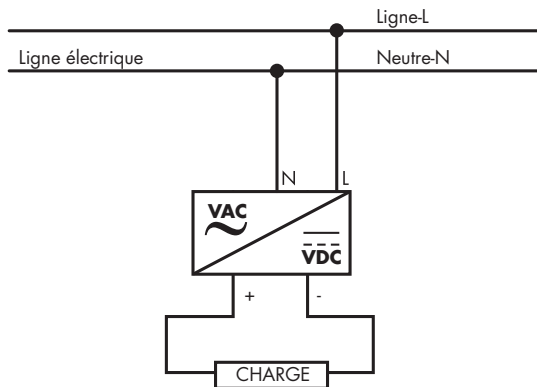 Ligne-L
Ligne électrique
Neutre-N
N
L
VAC
VDC
+
-
CHARGE